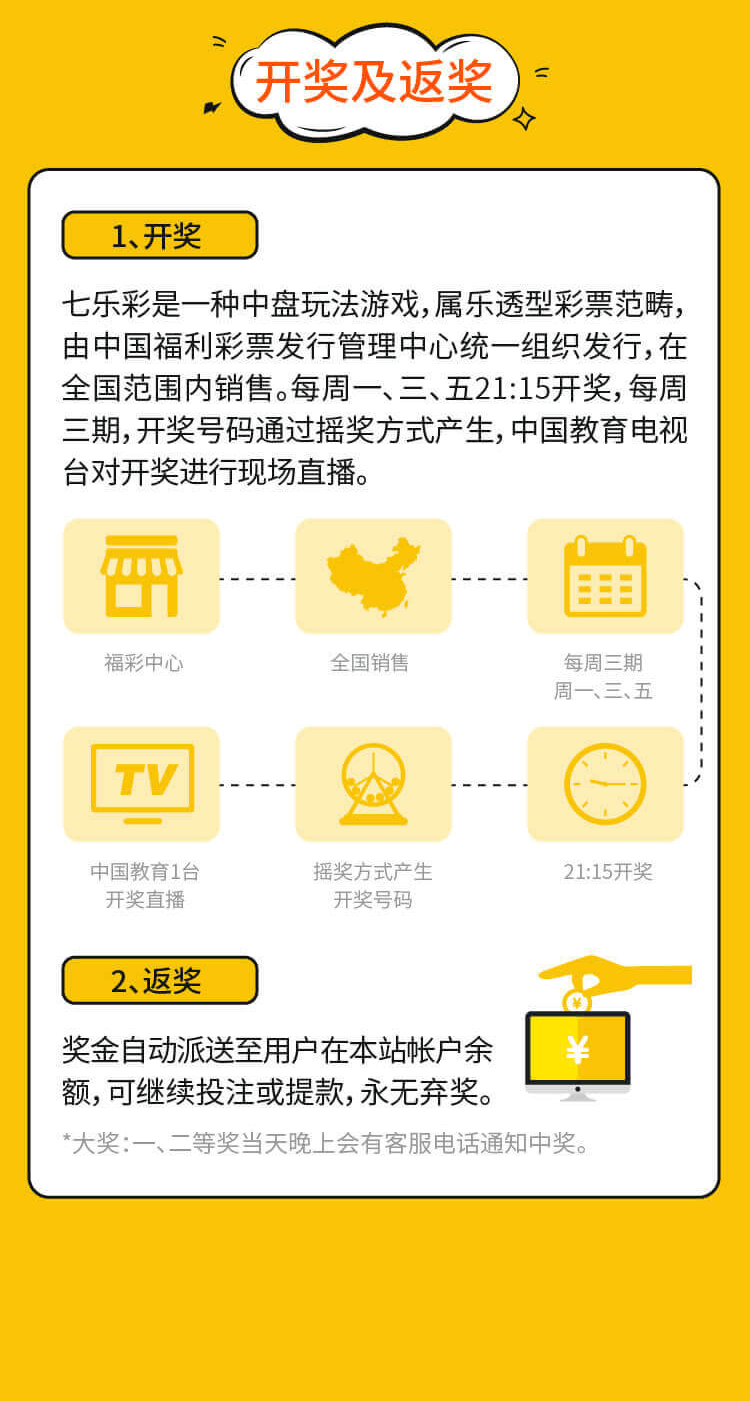 开奖及返奖
1、开奖
七乐彩是一种中盘玩法游戏，属乐透型彩票范畴，
由中国福利彩票发行管理中心统一组织发行，在
全国范围内销售。每周一、三、五21:15开奖，每周
三期，开奖号码通过摇奖方式产生，中国教育电视
台对开奖进行现场直播。
福彩中心
全国销售
每周三期
周一、三、五
TV
中国教育1台
开奖直播
摇奖方式产生
开奖号码
21:15开奖
2、返奖
¥
¥
奖金自动派送至用户在本站帐户余
额，可继续投注或提款，永无弃奖。
*大奖：一、二等奖当天晚上会有客服电话通知中奖。